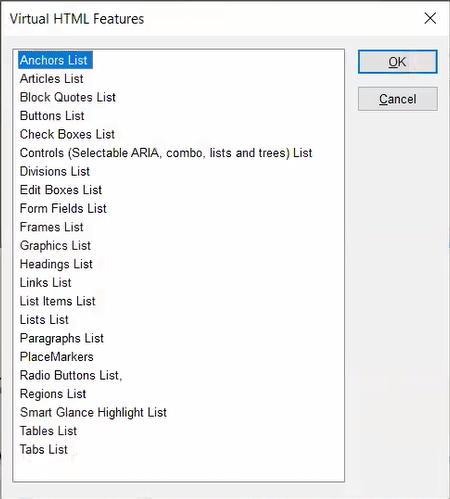 Virtual HTML Features
Anchors List
Articles List
Block Quotes List
Buttons List
Check Boxes List
Controls (Selectable ARIA, combo, lists and trees) List
Divisions List
Edit Boxes List
Form Fields List
Frames List
Graphics List
Headings List
Links List
List Items List
Lists List
Paragraphs List
PlaceMarkers
Radio Buttons List,
Regions List
Smart Glance Highlight List
Tables List
Tabs List
OK
Cancel